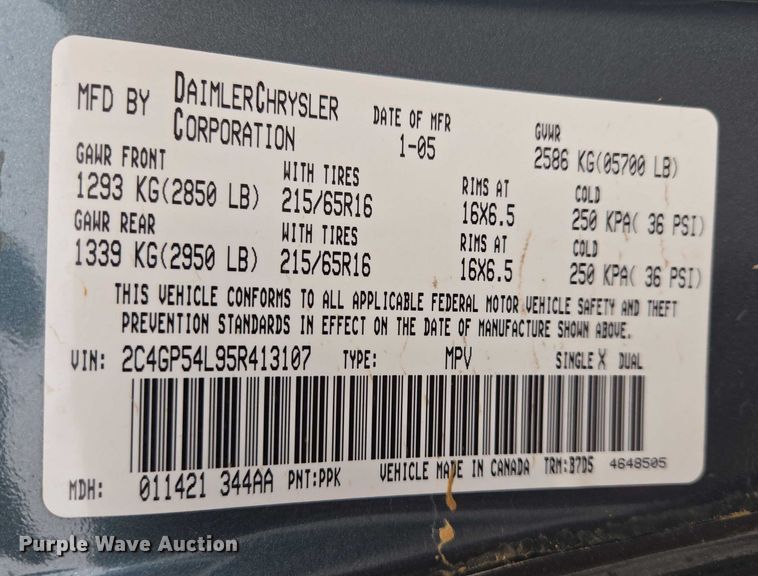 MFD BY DAIMLERCHRYSLER CORPORATION DATE OF MFR 1-05 GVWR 2586 KG(05700 LB)
GAWR FRONT WITH TIRES RIMS AT COLD
1293 KG(2850 LB) 215/65R16 16X6.5 250 KPA( 36 PSI)
GAWR REAR WITH TIRES RIMS AT COLD
1339 KG(2950 LB) 215/65R16 16X6.5 250 KPA( 36 PSI)
THIS VEHICLE CONFORMS TO ALL APPLICABLE FEDERAL MOTOR VEHICLE SAFETY AND THEFT
PREVENTION STANDARDS IN EFFECT ON THE DATE OF MANUFACTURE SHOWN ABOVE.
VIN: 2C4GP54L95R413107 TYPE: MPV SINGLE X DUAL
MDH: 011421 344AA PNT:PPK VEHICLE MADE IN CANADA TRM:B7D5 4648505
Purple Wave Auction